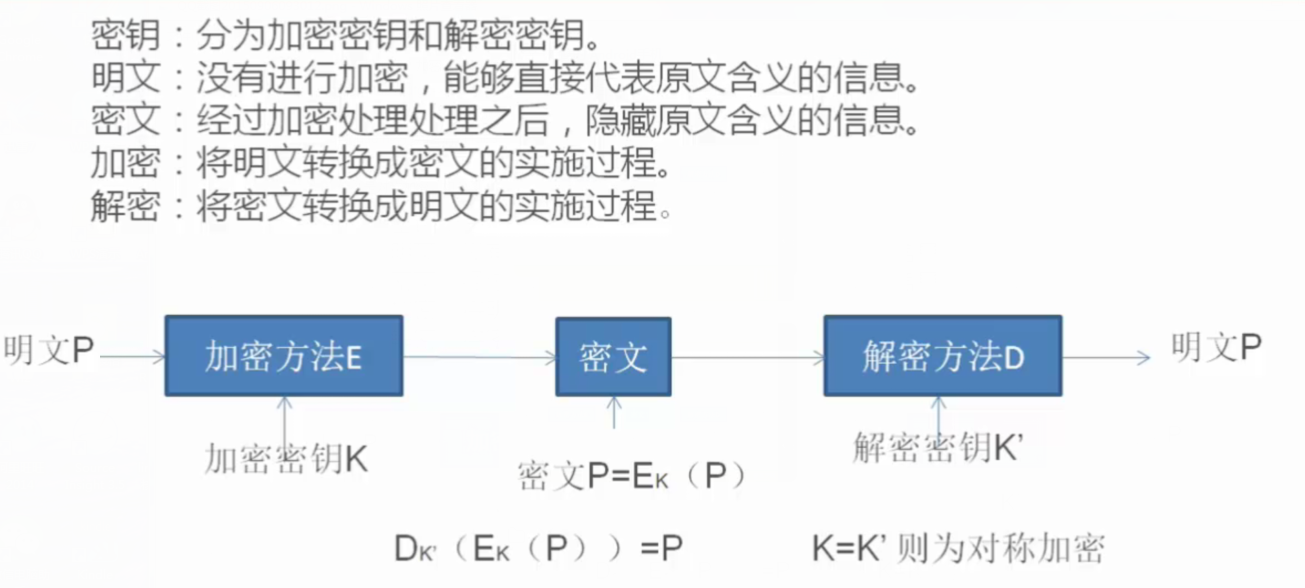 密钥：分为加密密钥和解密密钥。
明文：没有进行加密，能够直接代表原文含义的信息。
密文：经过加密处理处理之后，隐藏原文含义的信息。
加密：将明文转换成密文的实施过程。
解密：将密文转换成明文的实施过程。
明文P
加密方法E
密文
解密方法D
明文P
加密密钥K
解密密钥K’
密文P=EK（P）
DK’（EK（P））=P
K=K’ 则为对称加密